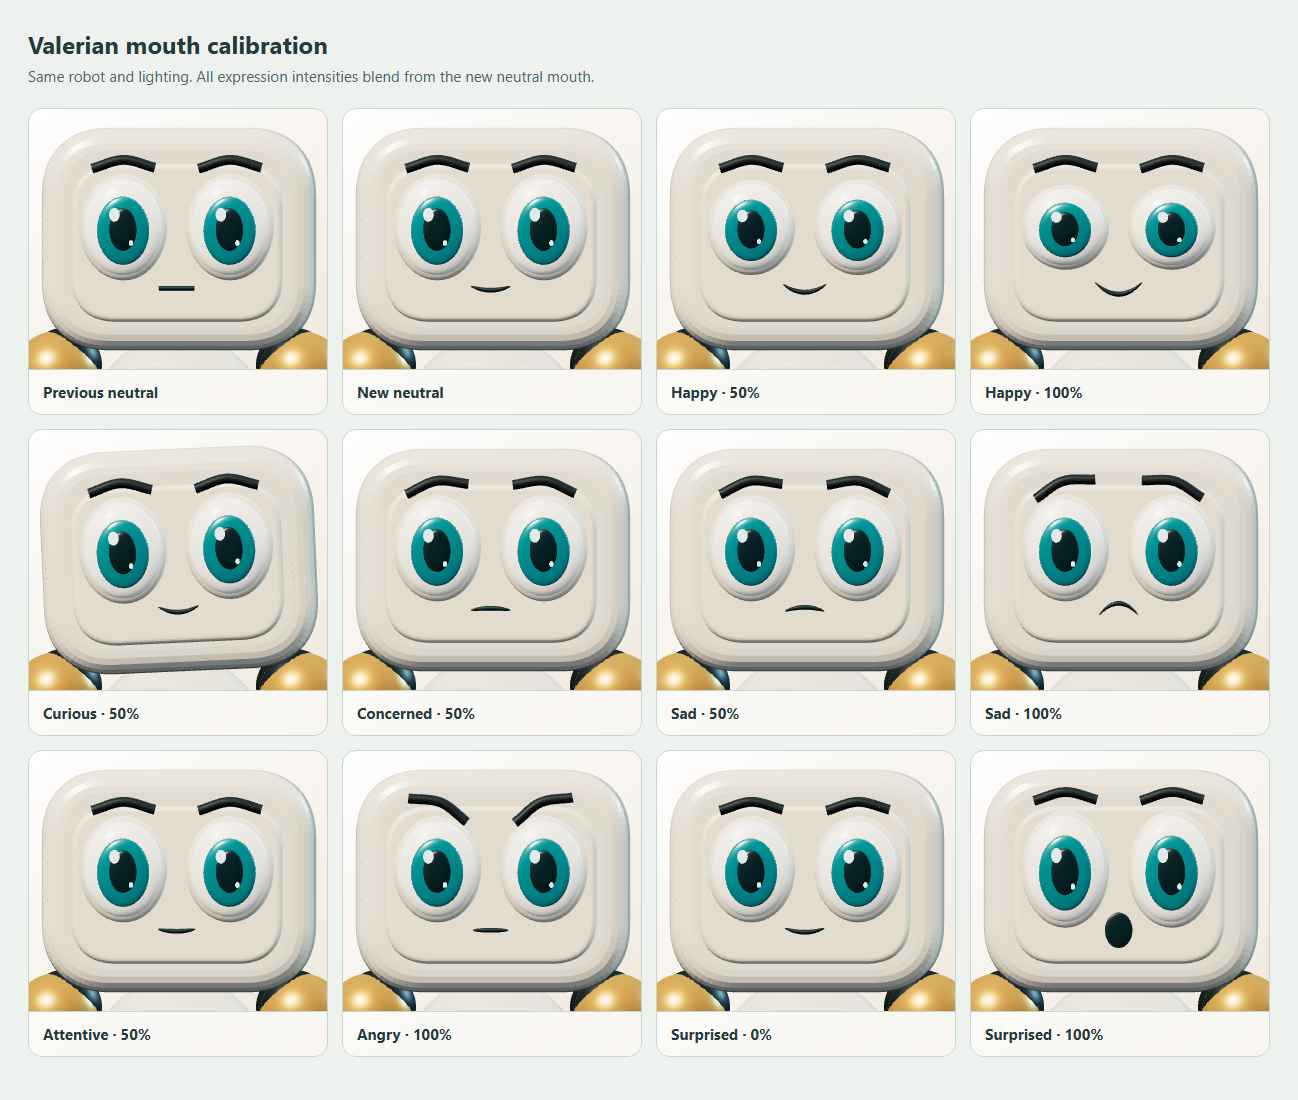 Valerian mouth calibration
Same robot and lighting. All expression intensities blend from the new neutral mouth.
Previous neutral
New neutral
Happy · 50%
Happy · 100%
Curious · 50%
Concerned · 50%
Sad · 50%
Sad · 100%
Attentive · 50%
Angry · 100%
Surprised · 0%
Surprised · 100%